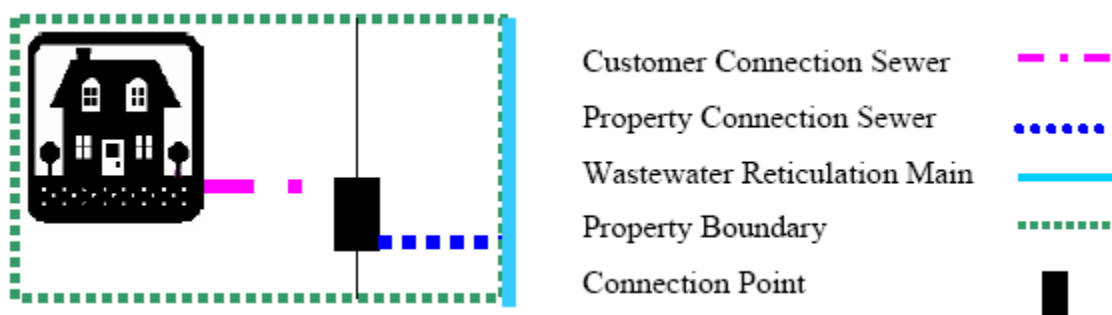 Customer Connection Sewer
Property Connection Sewer
Wastewater Reticulation Main
Property Boundary
Connection Point